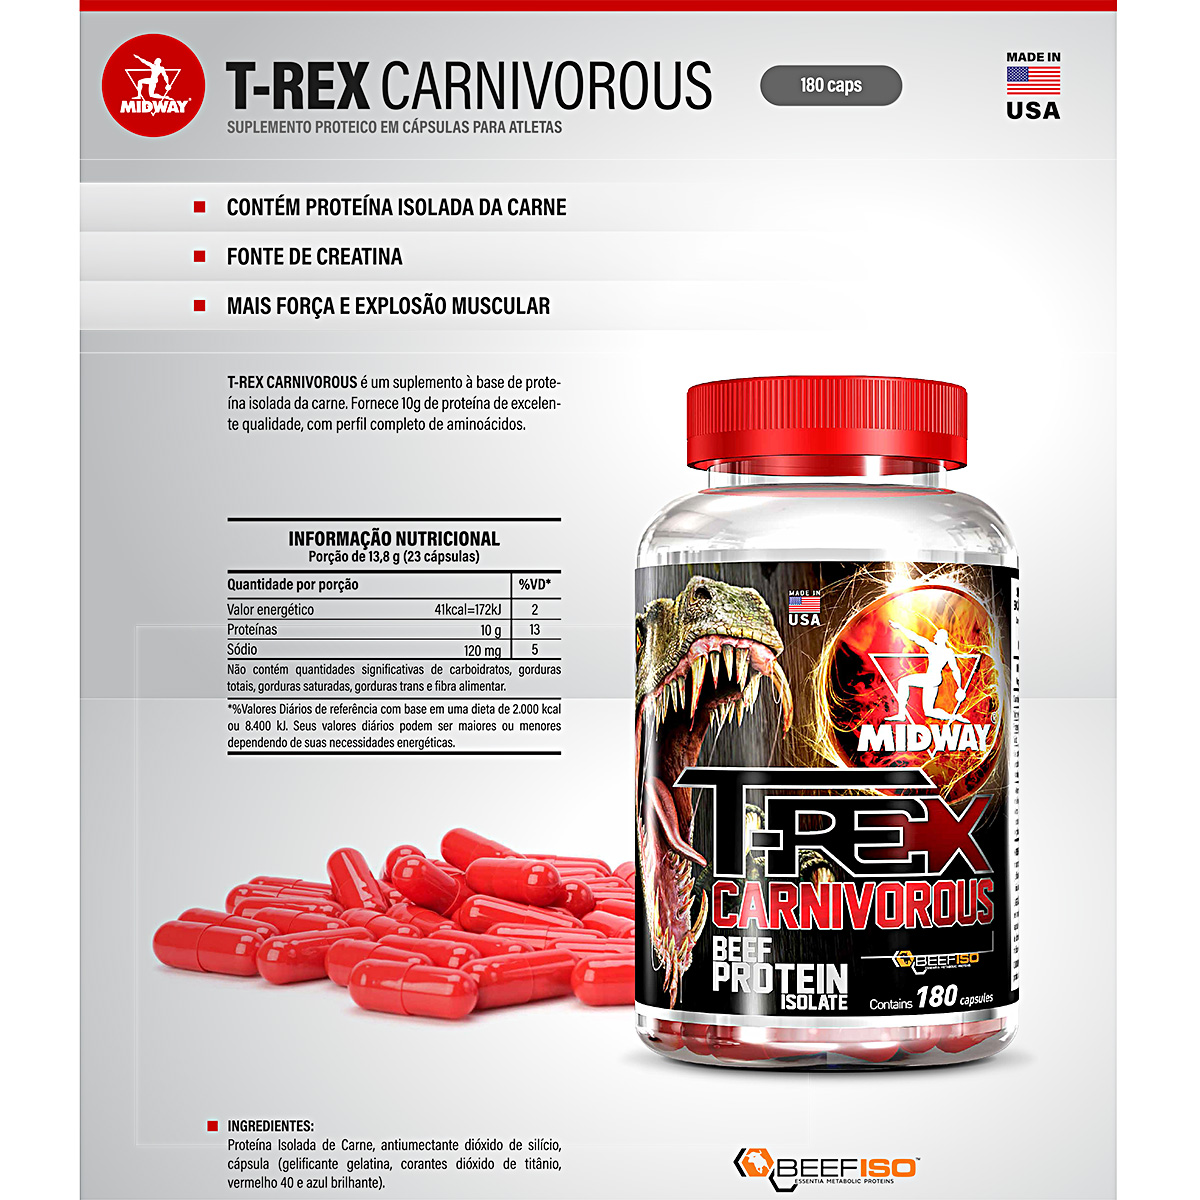 MIDWAY
T-REX CARNIVOROUS
SUPLEMENTO PROTEICO EM CÁPSULAS PARA ATLETAS
180 caps
MADE IN
USA
CONTÉM PROTEÍNA ISOLADA DA CARNE
FONTE DE CREATINA
MAIS FORÇA E EXPLOSÃO MUSCULAR
T-REX CARNIVOROUS é um suplemento à base de prote-
ína isolada da carne. Fornece 10g de proteína de excelen-
te qualidade, com perfil completo de aminoácidos.
INFORMAÇÃO NUTRICIONAL
Porção de 13,8 g (23 cápsulas)
Quantidade por porção %VD*
Valor energético 41kcal=172kJ 2
Proteínas 10 g 13
Sódio 120 mg 5
Não contém quantidades significativas de carboidratos, gorduras
totais, gorduras saturadas, gorduras trans e fibra alimentar.
*%Valores Diários de referência com base em uma dieta de 2.000 kcal
ou 8.400 kJ. Seus valores diários podem ser maiores ou menores
dependendo de suas necessidades energéticas.
MADE IN
USA
MIDWAY
T-REX
CARNIVOROUS
BEEF
PROTEIN
ISOLATE
BEEFISO
ESSENTIA METABOLIC PROTEINS
Contains 180 capsules
INGREDIENTES:
Proteína Isolada de Carne, antiumectante dióxido de silício,
cápsula (gelificante gelatina, corantes dióxido de titânio,
vermelho 40 e azul brilhante).
BEEFISO™
ESSENTIA METABOLIC PROTEINS